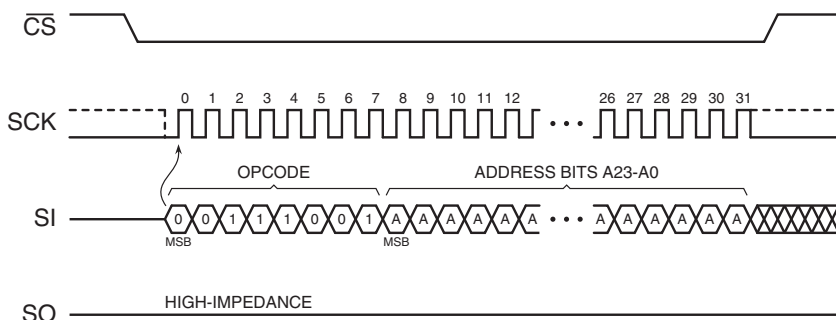 CS
0 1 2 3 4 5 6 7 8 9 10 11 12 26 27 28 29 30 31
SCK
OPCODE ADDRESS BITS A23-A0
SI 0 0 1 1 1 0 0 1 A A A A A A A A A A A A
MSB MSB
HIGH-IMPEDANCE
SO